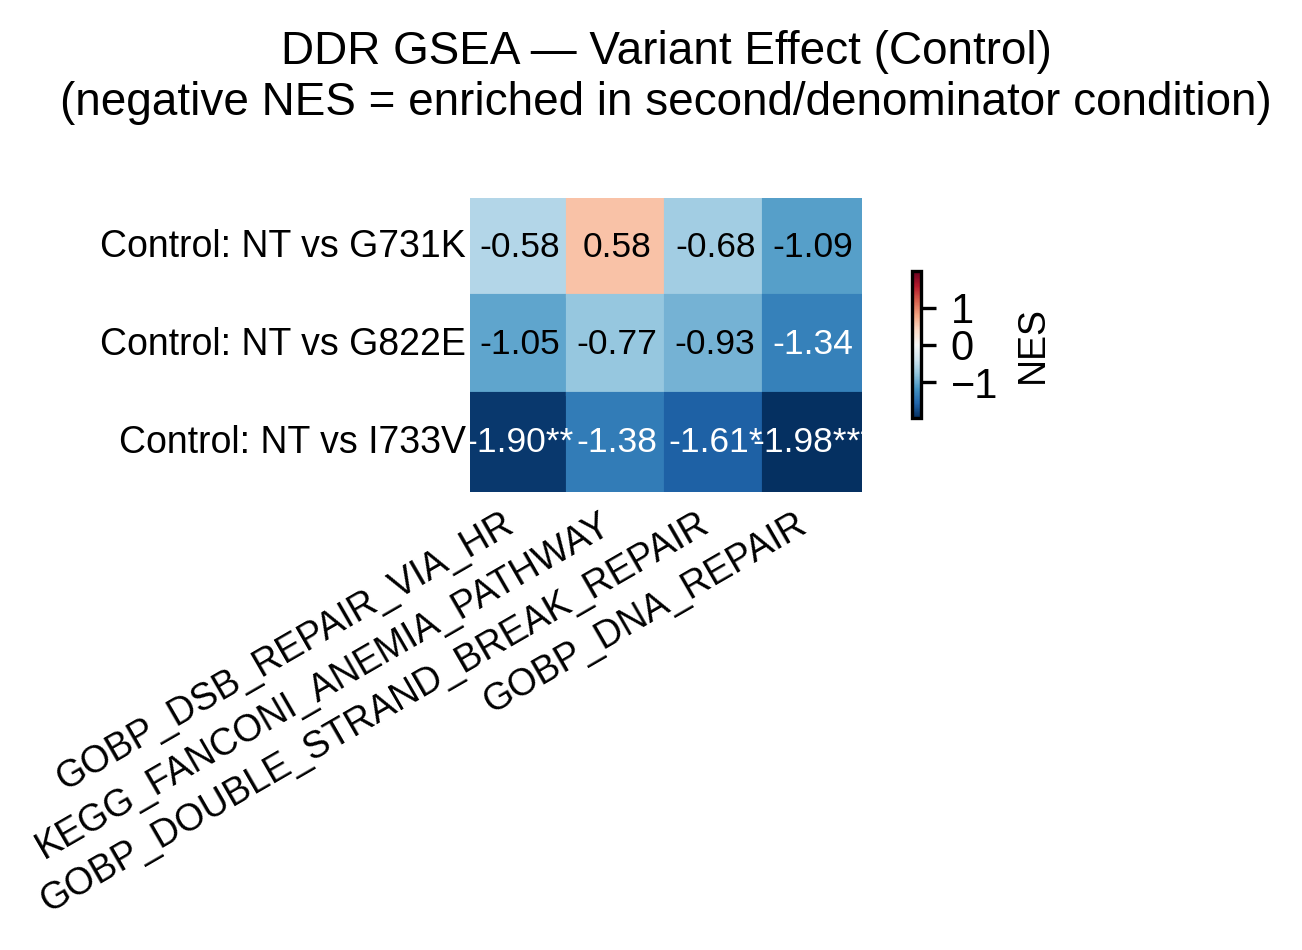 DDR GSEA — Variant Effect (Control)
(negative NES = enriched in second/denominator condition)
Control: NT vs G731K -0.58 0.58 -0.68 -1.09
Control: NT vs G822E -1.05 -0.77 -0.93 -1.34
Control: NT vs I733V -1.90** -1.38 -1.61* -1.98***
1
0
−1
NES
GOBP_DSB_REPAIR_VIA_HR
KEGG_FANCONI_ANEMIA_PATHWAY
GOBP_DOUBLE_STRAND_BREAK_REPAIR
GOBP_DNA_REPAIR